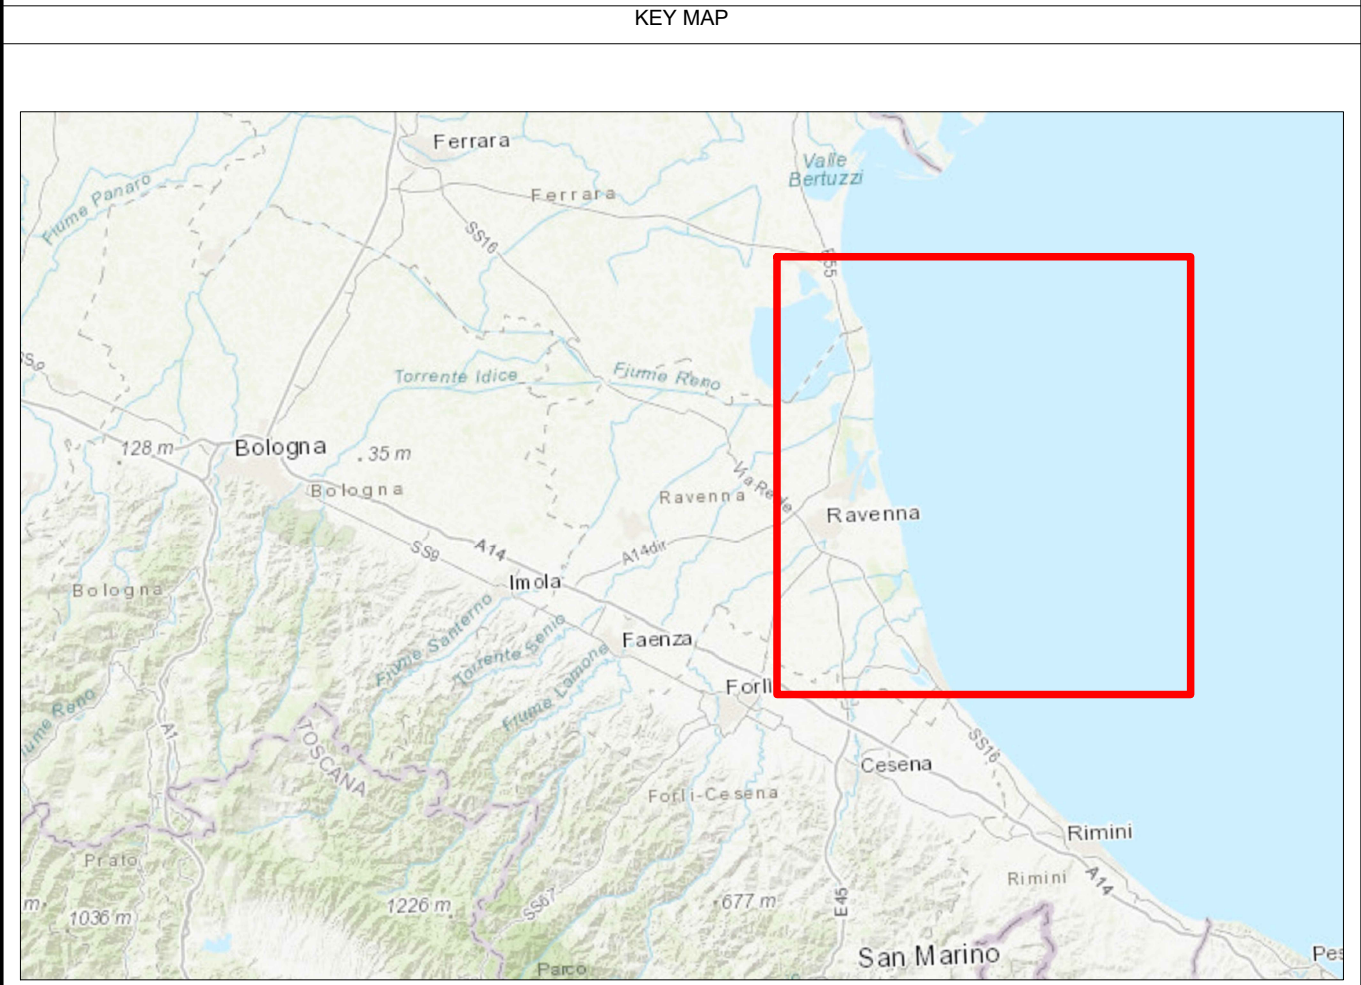 KEY MAP
Ferrara
Valle
Bertuzzi
Fiume Panaro
Ferrara
SS16
E55
SS9
Torrente Idice
Fiume Reno
128 m
Bologna
35 m
Bologna
Ravenna
Via Reale
Ravenna
A14
SS9
A14dir
Imola
Bologna
Fiume Santerno
Torrente Senio
Fiume Lamone
Faenza
Forlì
TOSCANA
A1
SS16
Cesena
Forlì-Cesena
Rimini
Prato
Rimini
A14
1036 m
1226 m
SS67
677 m
E45
San Marino
Parco
Pes